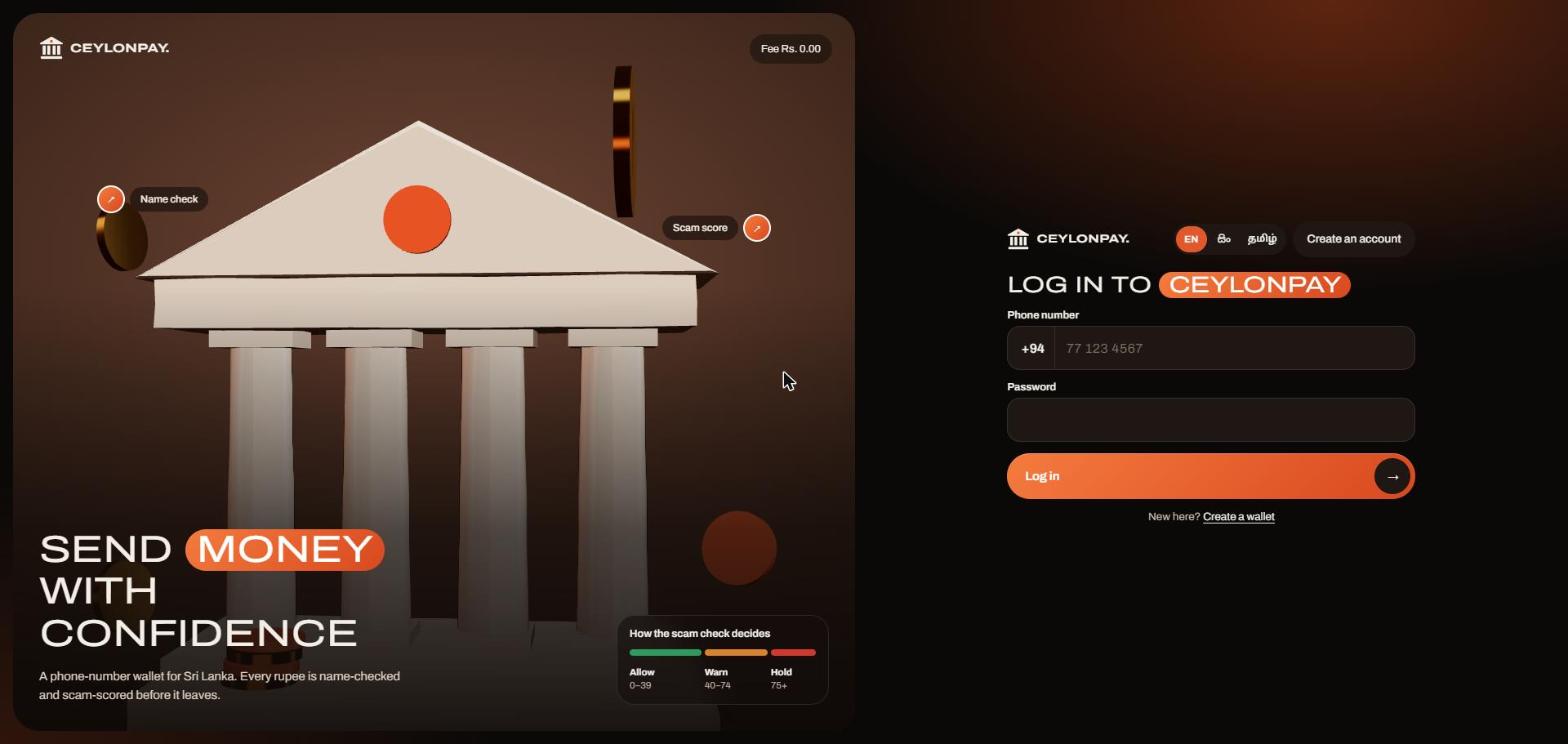 CEYLONPAY.
Fee Rs. 0.00
Name check
Scam score
SEND MONEY
WITH
CONFIDENCE
A phone-number wallet for Sri Lanka. Every rupee is name-checked
and scam-scored before it leaves.
How the scam check decides
Allow Warn Hold
0–39 40–74 75+
CEYLONPAY.
EN සිං தமிழ் Create an account
LOG IN TO CEYLONPAY
Phone number
+94 77 123 4567
Password
Log in →
New here? Create a wallet